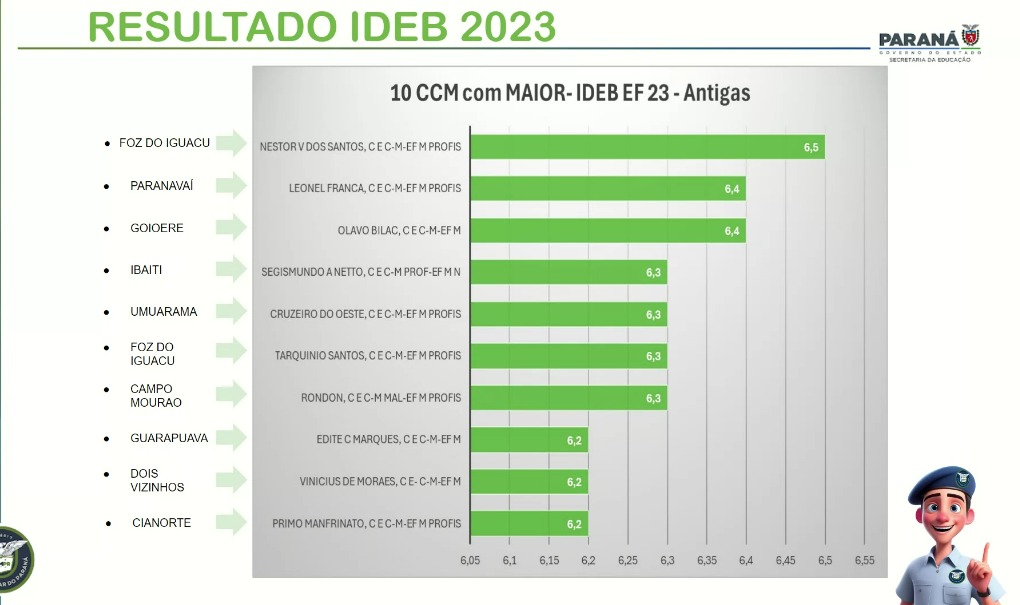 RESULTADO IDEB 2023
PARANÁ
GOVERNO DO ESTADO
SECRETARIA DA EDUCAÇÃO
10 CCM com MAIOR- IDEB EF 23 - Antigas
• FOZ DO IGUACU
NESTOR V DOS SANTOS, C E C-M-EF M PROFIS
6,5
• PARANAVAÍ
LEONEL FRANCA, C E C-M-EF M PROFIS
6,4
• GOIOERE
OLAVO BILAC, C E C-M-EF M
6,4
• IBAITI
SEGISMUNDO A NETTO, C E C-M PROF-EF M N
6,3
• UMUARAMA
CRUZEIRO DO OESTE, C E C-M-EF M PROFIS
6,3
• FOZ DO
IGUACU
TARQUINIO SANTOS, C E C-M-EF M PROFIS
6,3
• CAMPO
MOURAO
RONDON, C E C-M MAL-EF M PROFIS
6,3
• GUARAPUAVA
EDITE C MARQUES, C E C-M-EF M
6,2
• DOIS
VIZINHOS
VINICIUS DE MORAES, C E- C-M-EF M
6,2
• CIANORTE
PRIMO MANFRINATO, C E C-M-EF M PROFIS
6,2
6,05 6,1 6,15 6,2 6,25 6,3 6,35 6,4 6,45 6,5 6,55